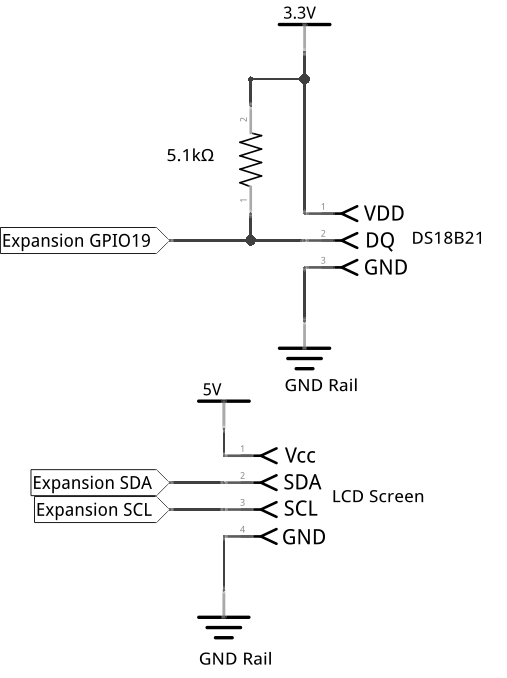 3.3V
2
5.1kΩ
1
1 VDD
Expansion GPIO19
2 DQ DS18B21
3 GND
GND Rail
5V
1 Vcc
Expansion SDA 2 SDA
LCD Screen
Expansion SCL 3 SCL
4 GND
GND Rail